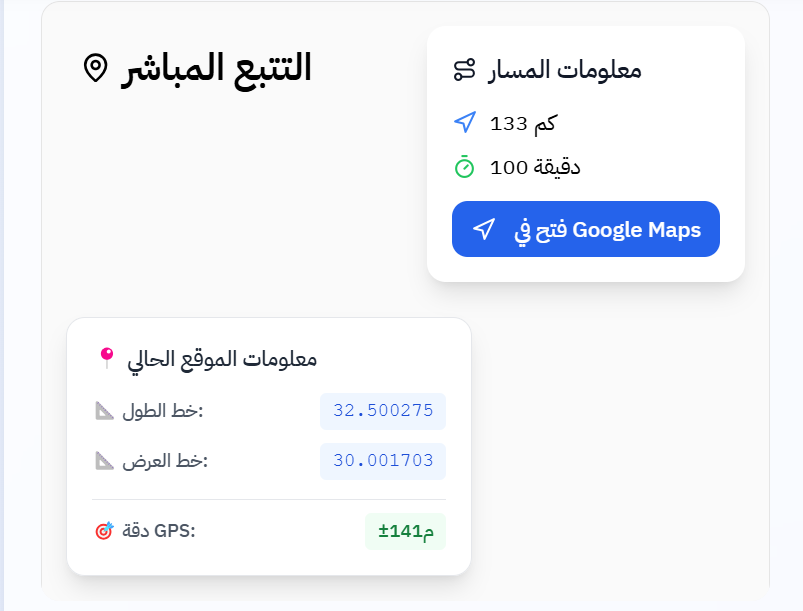 التتبع المباشر
معلومات المسار
133 كم
100 دقيقة
فتح في Google Maps
معلومات الموقع الحالي
خط الطول:
32.500275
خط العرض:
30.001703
دقة GPS:
±141م